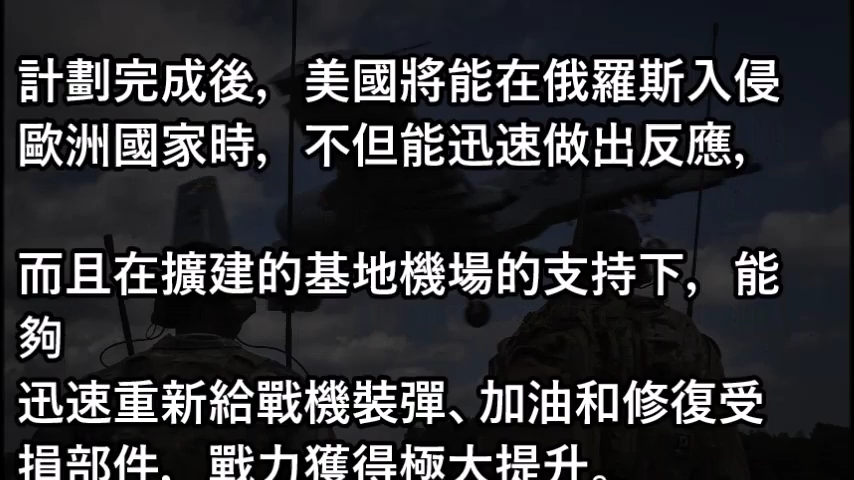 計劃完成後，美國將能在俄羅斯入侵
歐洲國家時，不但能迅速做出反應，
而且在擴建的基地機場的支持下，能
夠
迅速重新給戰機裝彈、加油和修復受
損部件，戰力獲得極大提升。